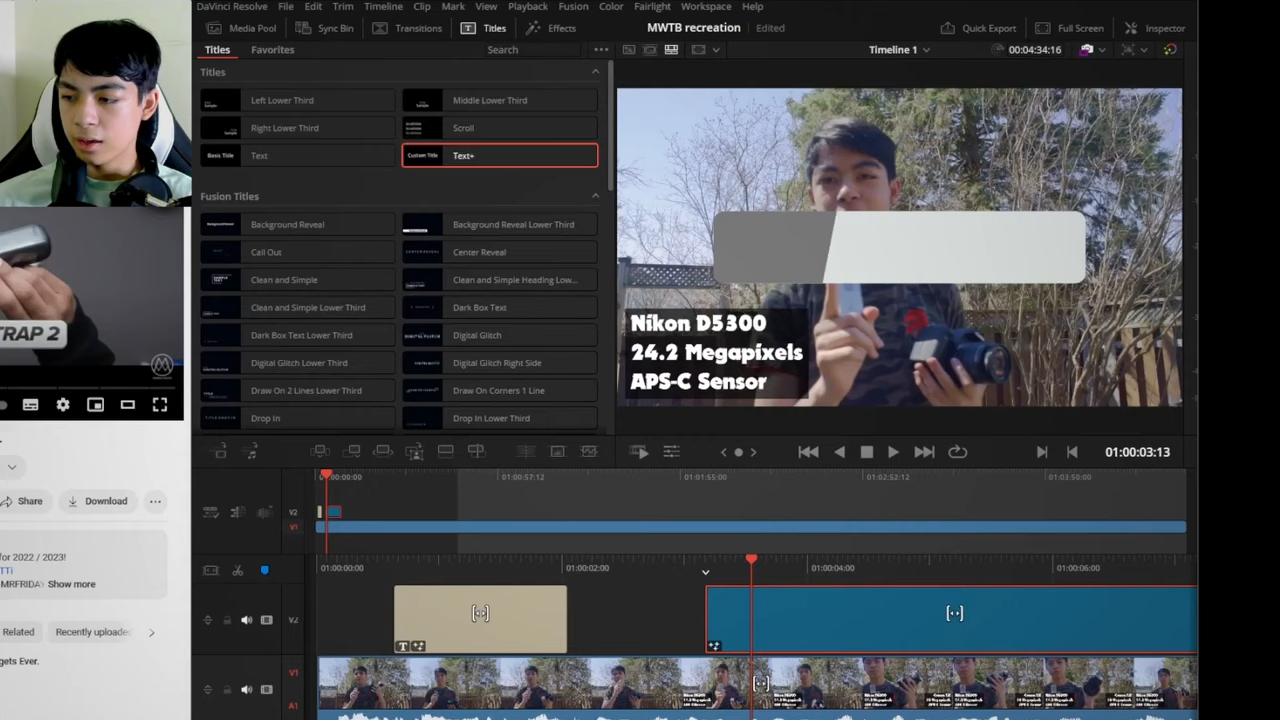 DaVinci Resolve File Edit Trim Timeline Clip Mark View Playback Fusion Color Fairlight Workspace Help
Media Pool Sync Bin Transitions Titles Effects MWTB recreation Edited Quick Export Full Screen Inspector
Titles Favorites Search Timeline 1 00:04:34:16
Titles
Left Lower Third Middle Lower Third
Right Lower Third Scroll
Basic Title Text Custom Title Text+
Fusion Titles
Background Reveal Background Reveal Lower Third
Call Out Center Reveal
Clean and Simple Clean and Simple Heading Low...
Clean and Simple Lower Third Dark Box Text
Dark Box Text Lower Third Digital Glitch
Digital Glitch Lower Third Digital Glitch Right Side
Draw On 2 Lines Lower Third Draw On Corners 1 Line
Drop In Drop In Lower Third
Nikon D5300
24.2 Megapixels
APS-C Sensor
TRAP 2
01:00:03:13
Share Download
for 2022 / 2023!
MRFRIDAY Show more
Related Recently uploade
gets Ever.
00:00:00 01:00:57:12 01:01:55:00 01:02:52:12 01:03:50:00
V2
V1
01:00:00:00 01:00:02:00 01:00:04:00 01:00:06:00
V2
V1
A1